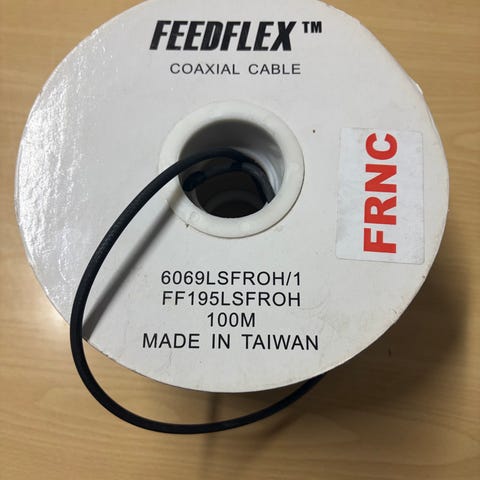 FEEDFLEX™
COAXIAL CABLE
FRNC
6069LSFROH/1
FF195LSFROH
100M
MADE IN TAIWAN